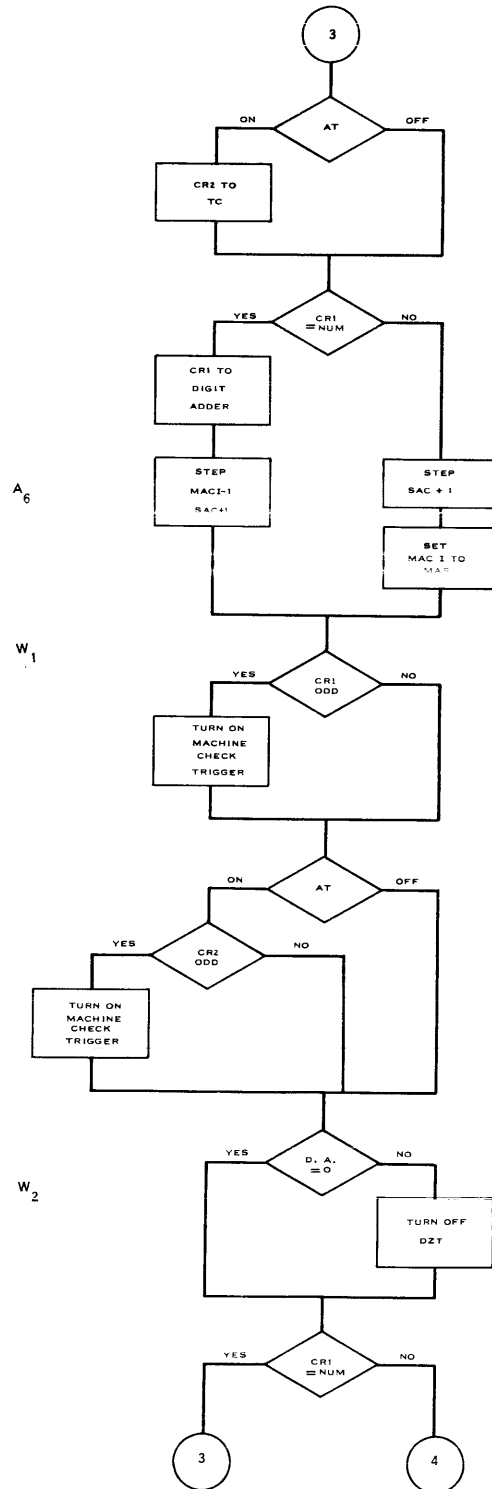 3
AT
ON
OFF
CR2 TO
TC
CR1
=NUM
YES
NO
CR1 TO
DIGIT
ADDER
A6
STEP
MACI-1
SAC+1
STEP
SAC + 1
SET
MAC I TO
MAR
W1
CR1
ODD
YES
NO
TURN ON
MACHINE
CHECK
TRIGGER
AT
ON
OFF
CR2
ODD
YES
NO
TURN ON
MACHINE
CHECK
TRIGGER
D. A.
=0
YES
NO
W2
TURN OFF
DZT
CR1
=NUM
YES
NO
3
4